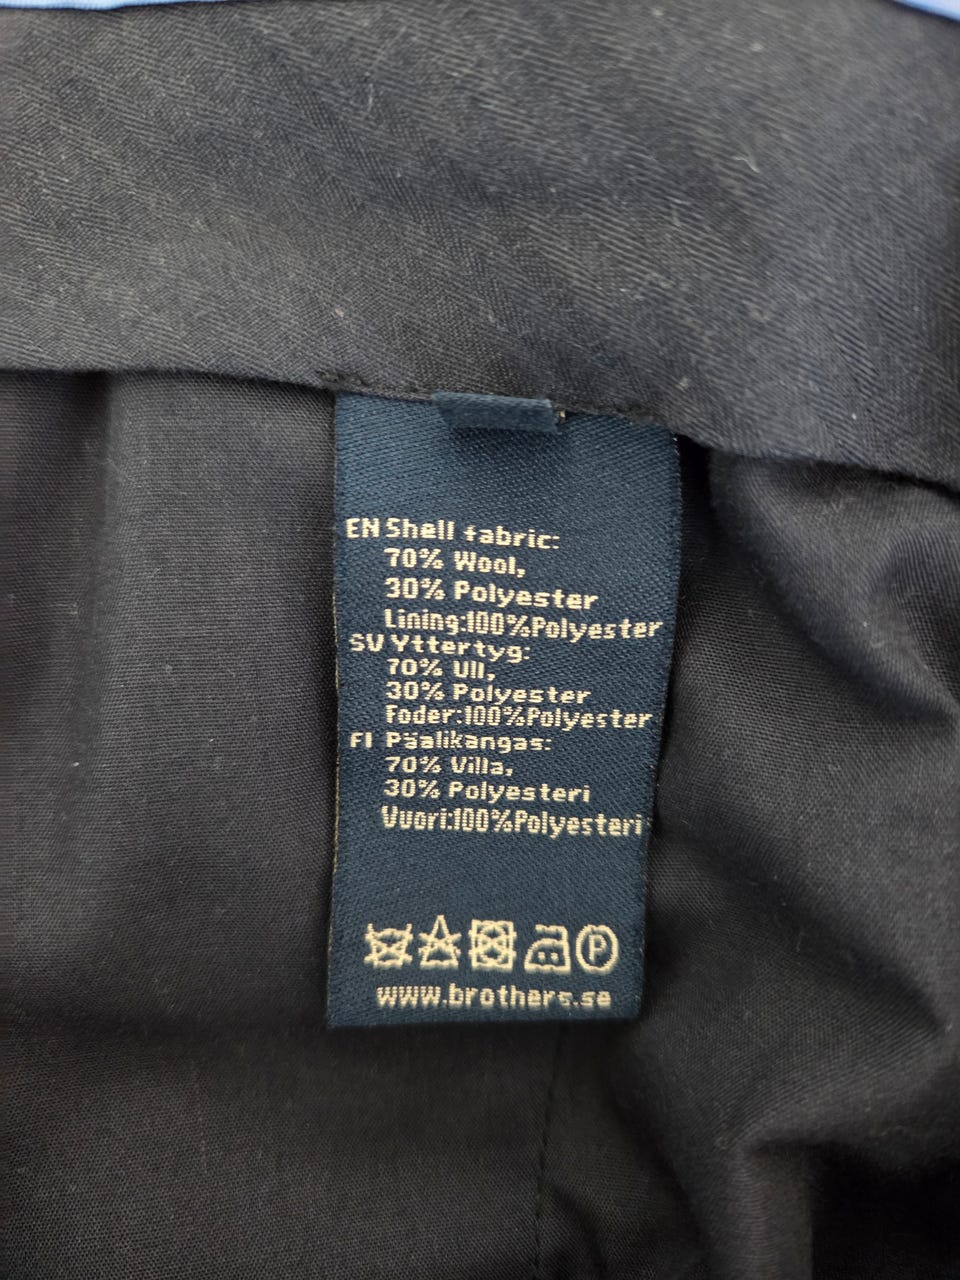 EN Shell fabric:
70% Wool,
30% Polyester
Lining:100%Polyester
SV Yttertyg:
70% Ull,
30% Polyester
Foder:100%Polyester
FI Päälikangas:
70% Villa,
30% Polyesteri
Vuori:100%Polyesteri
P
www.brothers.se